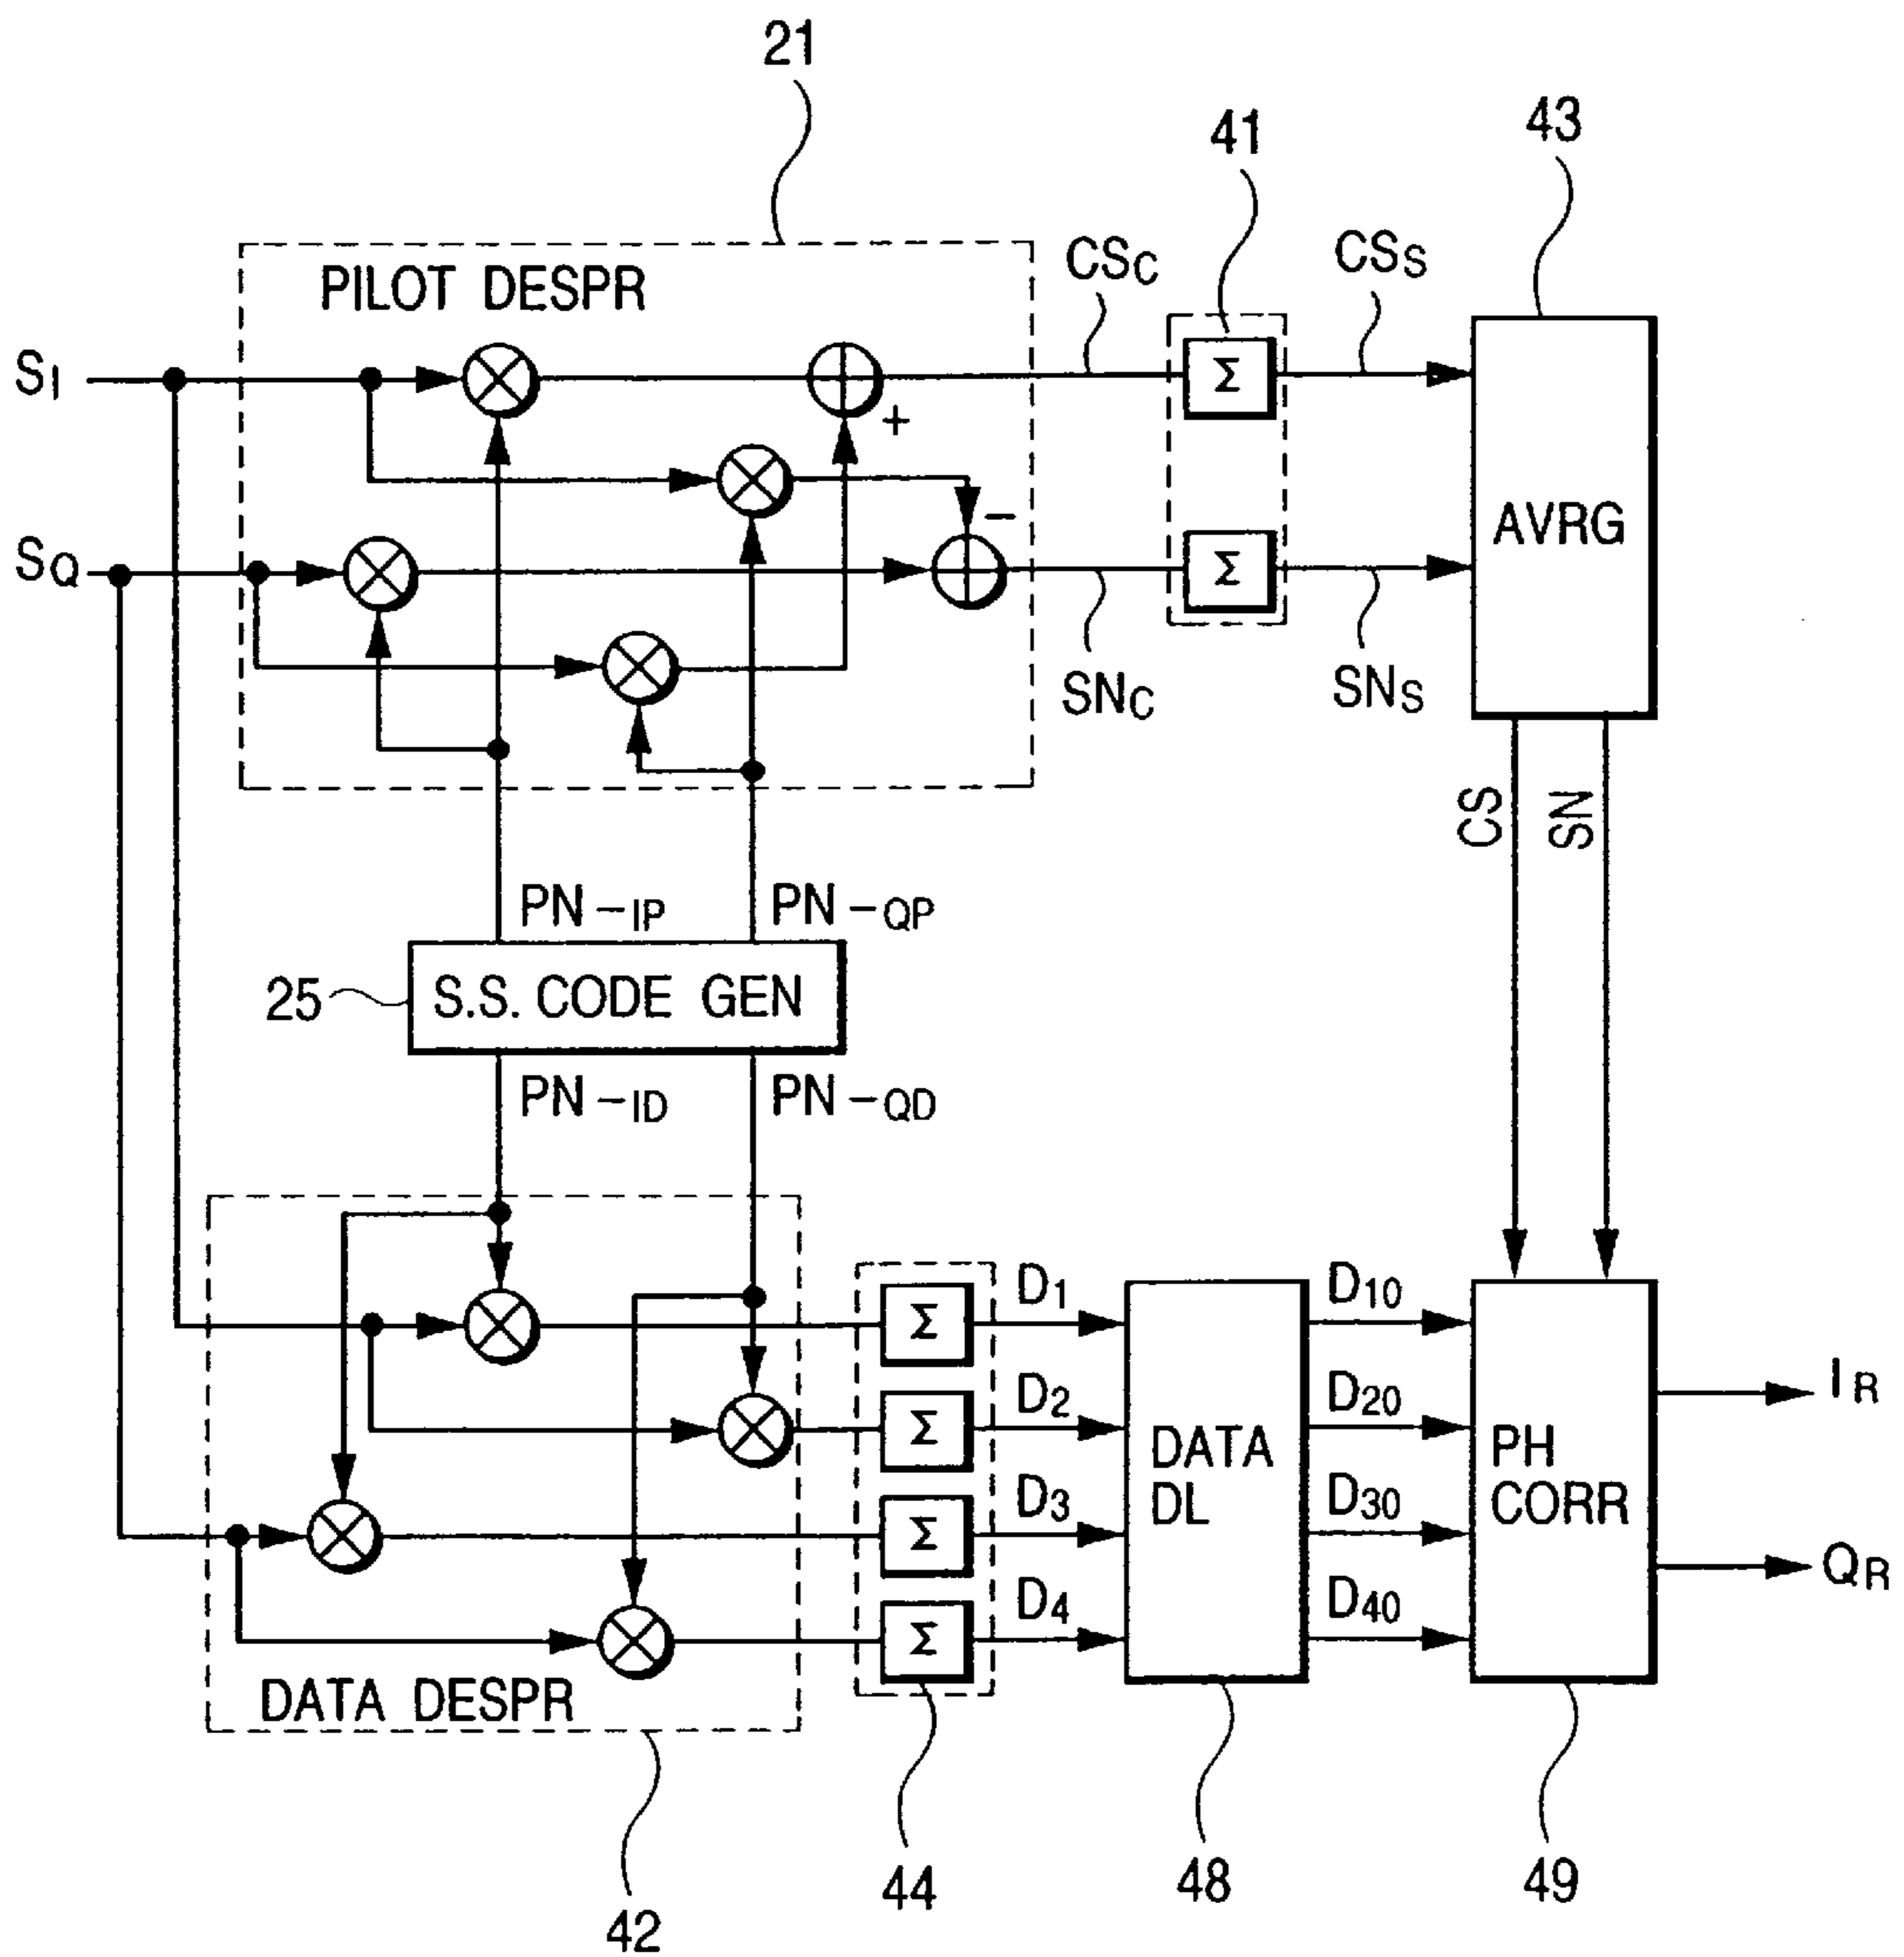 21
41
43
CSC
CSS
PILOT DESPR
SI
Σ
+
AVRG
−
SQ
Σ
SNC
SNS
CS
SN
PN-IP
PN-QP
25
S.S. CODE GEN
PN-ID
PN-QD
Σ
D1
D10
Σ
D2
D20
IR
DATA
DL
PH
CORR
Σ
D3
D30
QR
Σ
D4
D40
DATA DESPR
44
48
49
42